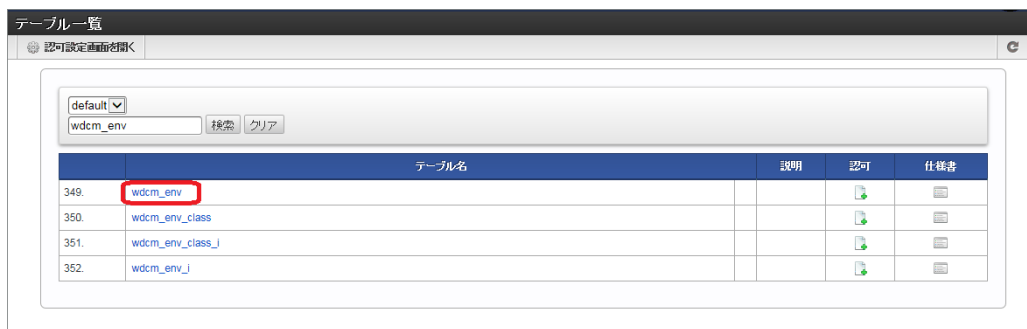 テーブル一覧
認可設定画面を開く
default
wdcm_env 検索 クリア
テーブル名 説明 認可 仕様書
349. wdcm_env
350. wdcm_env_class
351. wdcm_env_class_i
352. wdcm_env_i